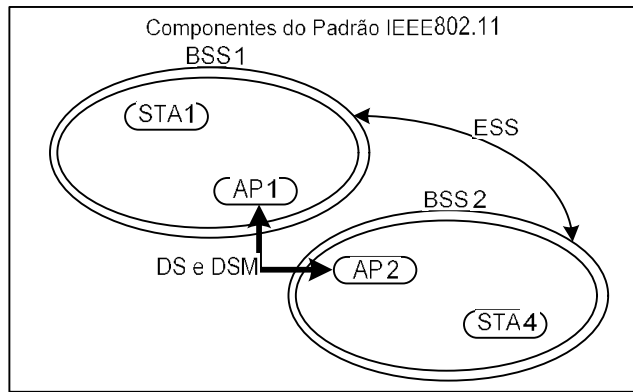 Componentes do Padrão IEEE802.11
BSS1
STA1
ESS
AP1
BSS2
DS e DSM
AP2
STA4